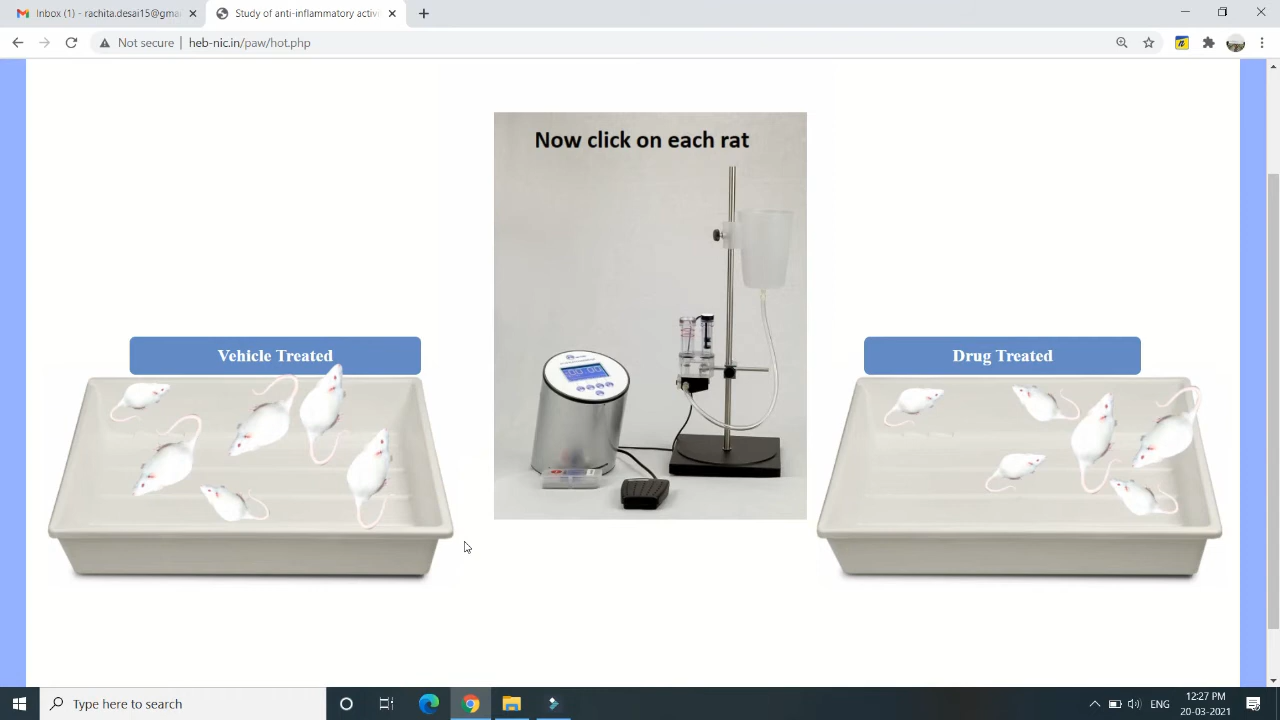 Inbox (1) - rachita.desai15@gma
Study of anti-inflamatory activ
Not secure | heb-nic.in/paw/hot.php
Now click on each rat
Vehicle Treated
Drug Treated
Type here to search
ENG
12:27 PM
20-03-2021